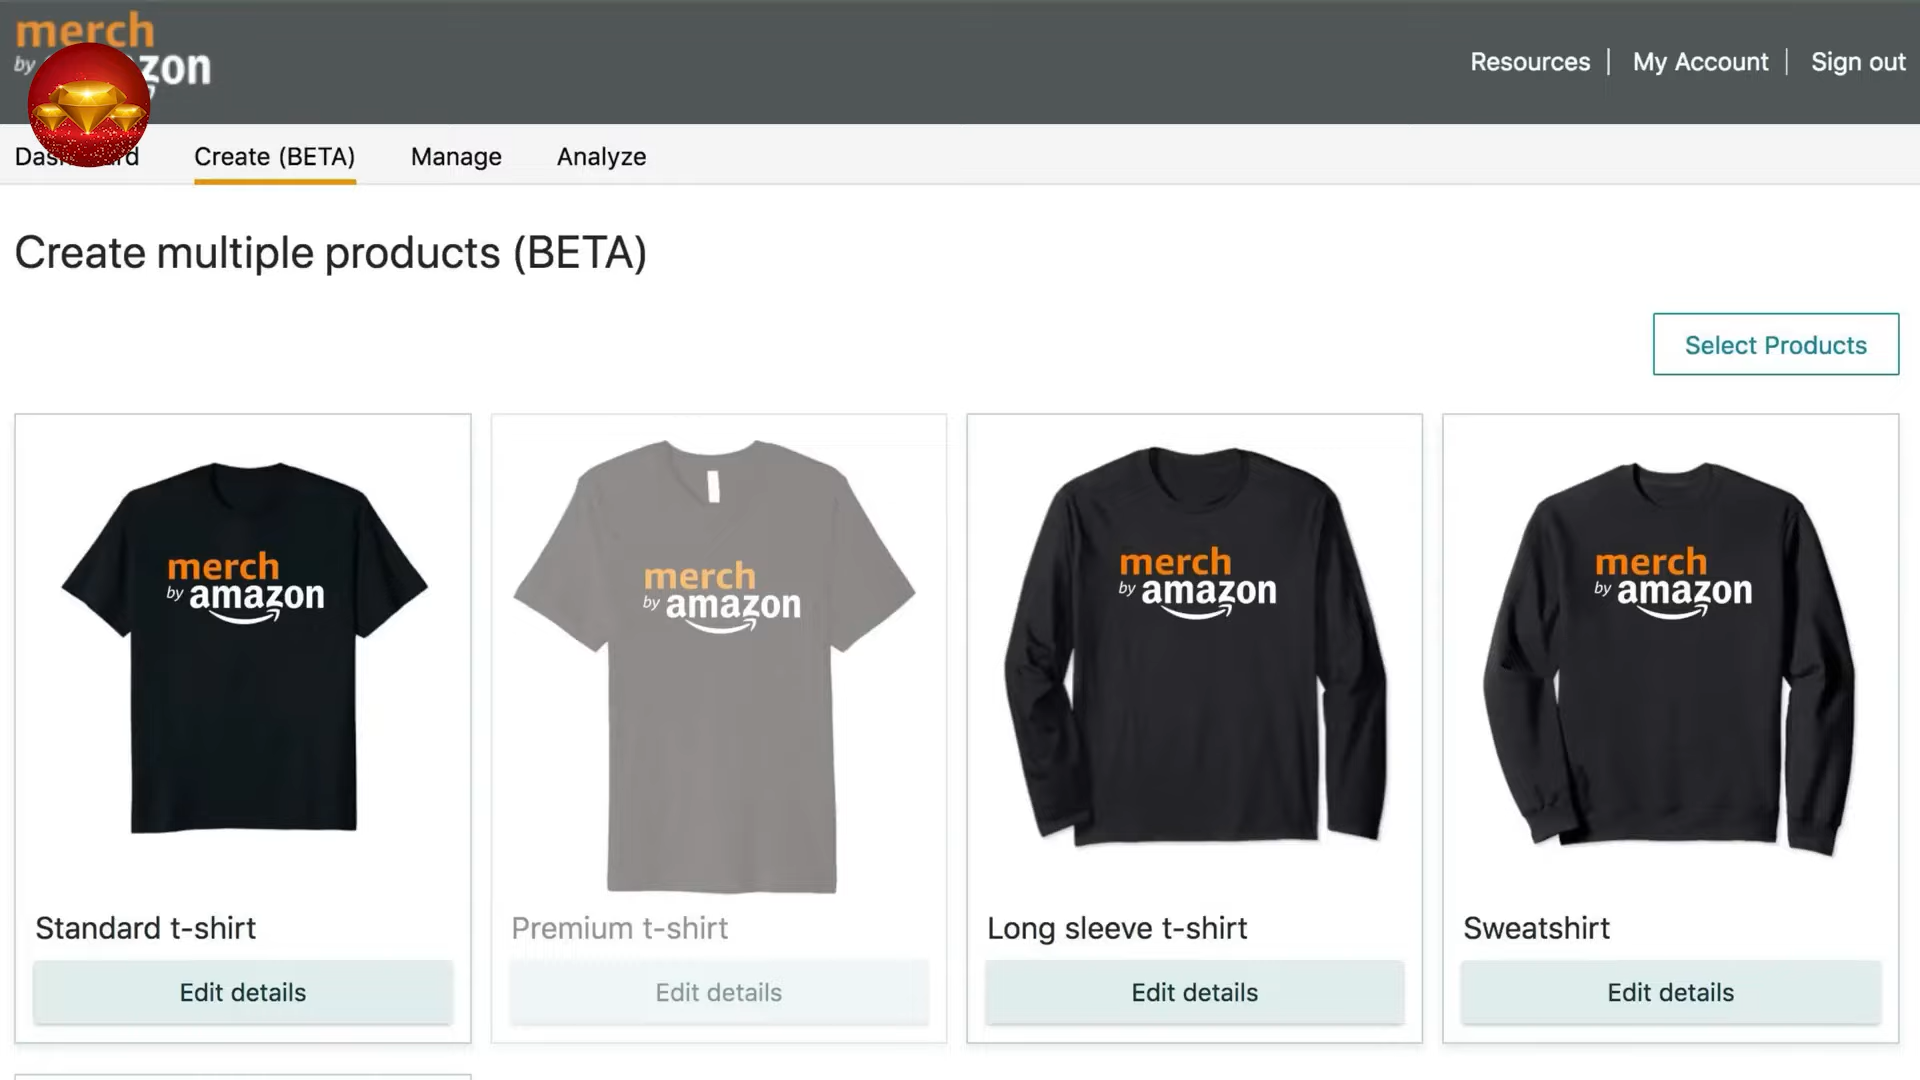 merch
by zon
Resources | My Account | Sign out
Create (BETA) Manage Analyze
Create multiple products (BETA)
Select Products
merch
by amazon
merch
by amazon
merch
by amazon
merch
by amazon
Standard t-shirt Premium t-shirt Long sleeve t-shirt Sweatshirt
Edit details Edit details Edit details Edit details